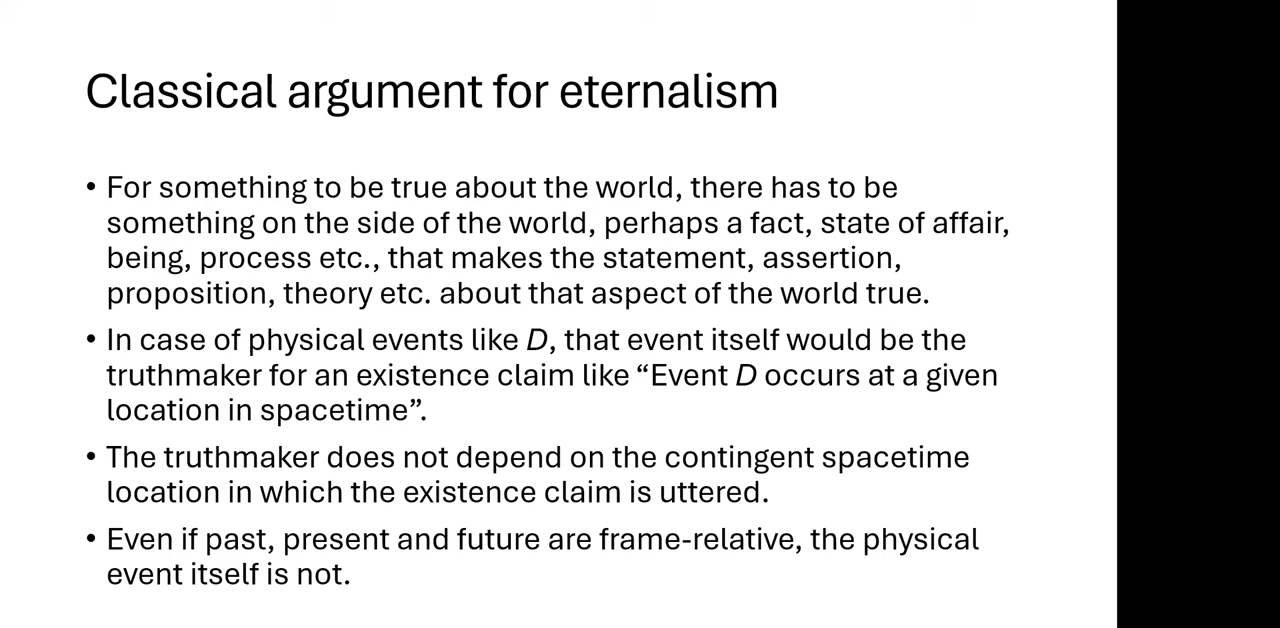 Classical argument for eternalism
• For something to be true about the world, there has to be
something on the side of the world, perhaps a fact, state of affair,
being, process etc., that makes the statement, assertion,
proposition, theory etc. about that aspect of the world true.
• In case of physical events like D, that event itself would be the
truthmaker for an existence claim like “Event D occurs at a given
location in spacetime”.
• The truthmaker does not depend on the contingent spacetime
location in which the existence claim is uttered.
• Even if past, present and future are frame-relative, the physical
event itself is not.